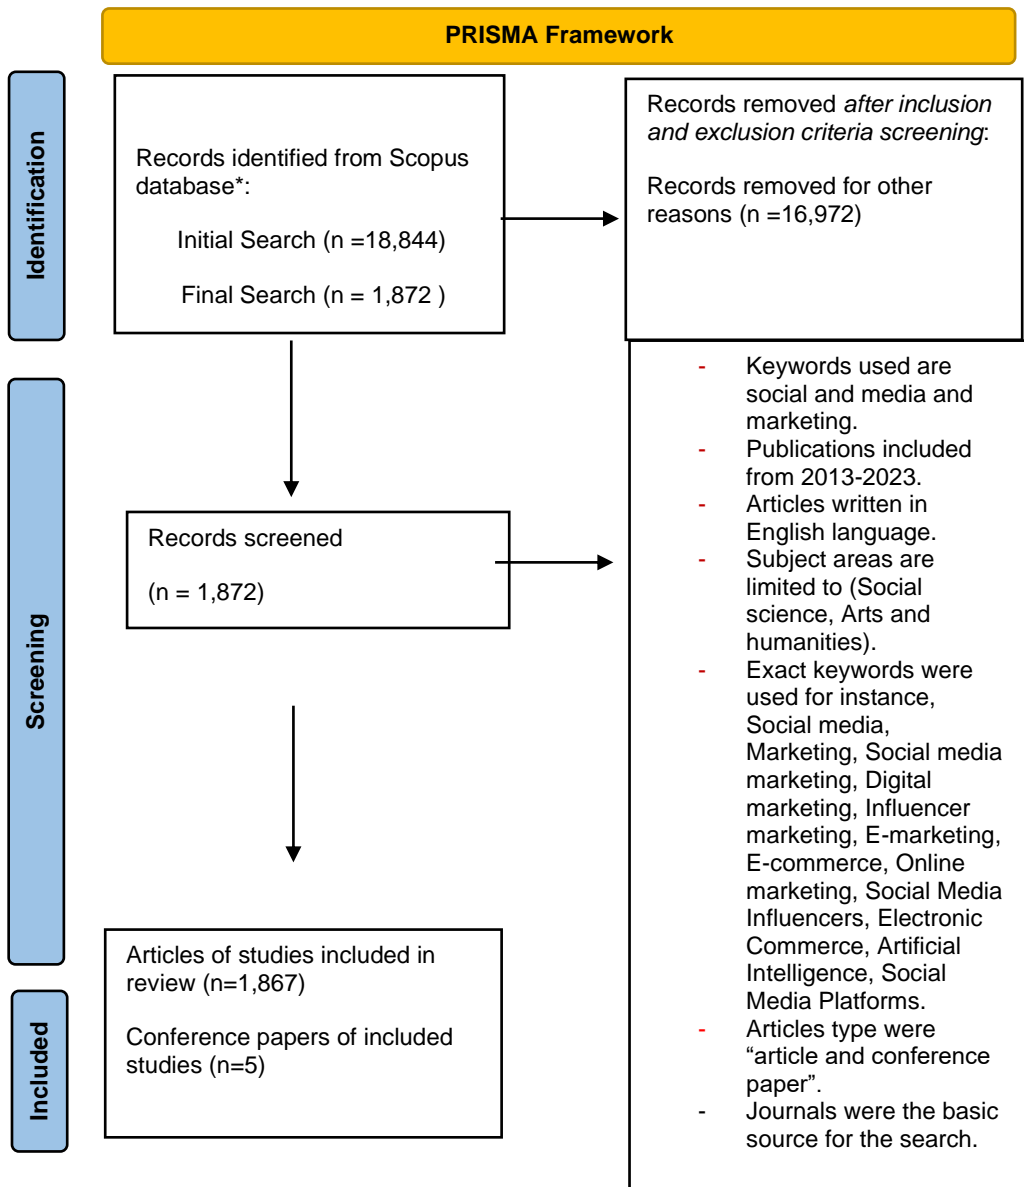 PRISMA Framework
Identification
Records identified from Scopus
database*:
Initial Search (n =18,844)
Final Search (n = 1,872 )
Records removed after inclusion
and exclusion criteria screening:
Records removed for other
reasons (n =16,972)
Screening
Records screened
(n = 1,872)
- Keywords used are
social and media and
marketing.
- Publications included
from 2013-2023.
- Articles written in
English language.
- Subject areas are
limited to (Social
science, Arts and
humanities).
- Exact keywords were
used for instance,
Social media,
Marketing, Social media
marketing, Digital
marketing, Influencer
marketing, E-marketing,
E-commerce, Online
marketing, Social Media
Influencers, Electronic
Commerce, Artificial
Intelligence, Social
Media Platforms.
- Articles type were
“article and conference
paper”.
- Journals were the basic
source for the search.
Included
Articles of studies included in
review (n=1,867)
Conference papers of included
studies (n=5)